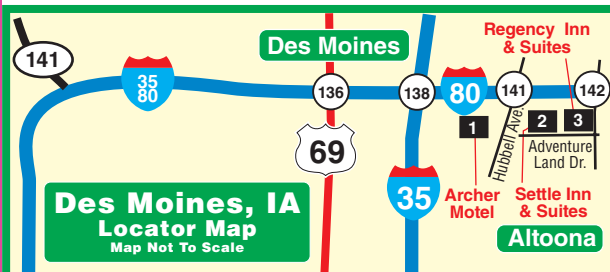 Regency Inn
& Suites
Des Moines
141
35
80
136
138
80
141
142
1
2
3
Hubbell Ave.
Adventure
Land Dr.
69
35
Archer
Motel
Settle Inn
& Suites
Altoona
Des Moines, IA
Locator Map
Map Not To Scale